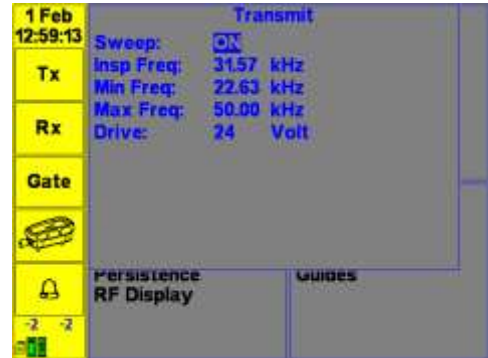 1 Feb
12:59:13
Tx
Rx
Gate
-2 -2
Transmit
Sweep: ON
Insp Freq: 31.57 kHz
Min Freq: 22.63 kHz
Max Freq: 50.00 kHz
Drive: 24 Volt
Persistence Guides
RF Display